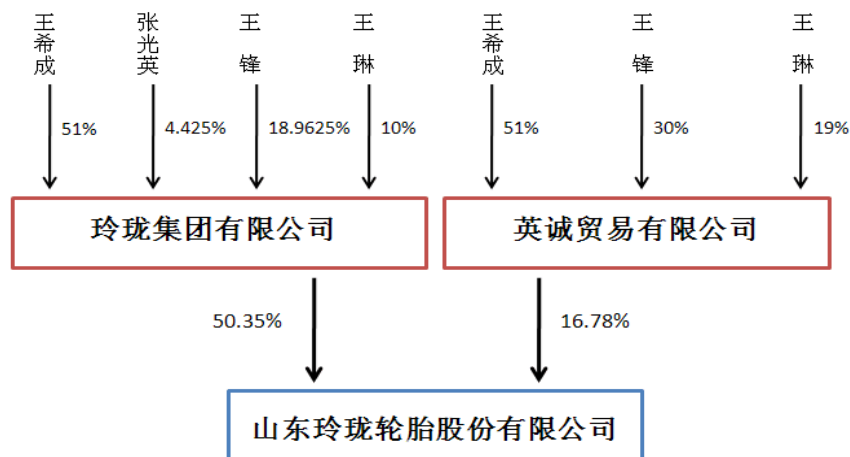 王希成 张光英 王锋 王琳 王希成 王锋 王琳
51% 4.425% 18.9625% 10% 51% 30% 19%
玲珑集团有限公司 英诚贸易有限公司
50.35% 16.78%
山东玲珑轮胎股份有限公司